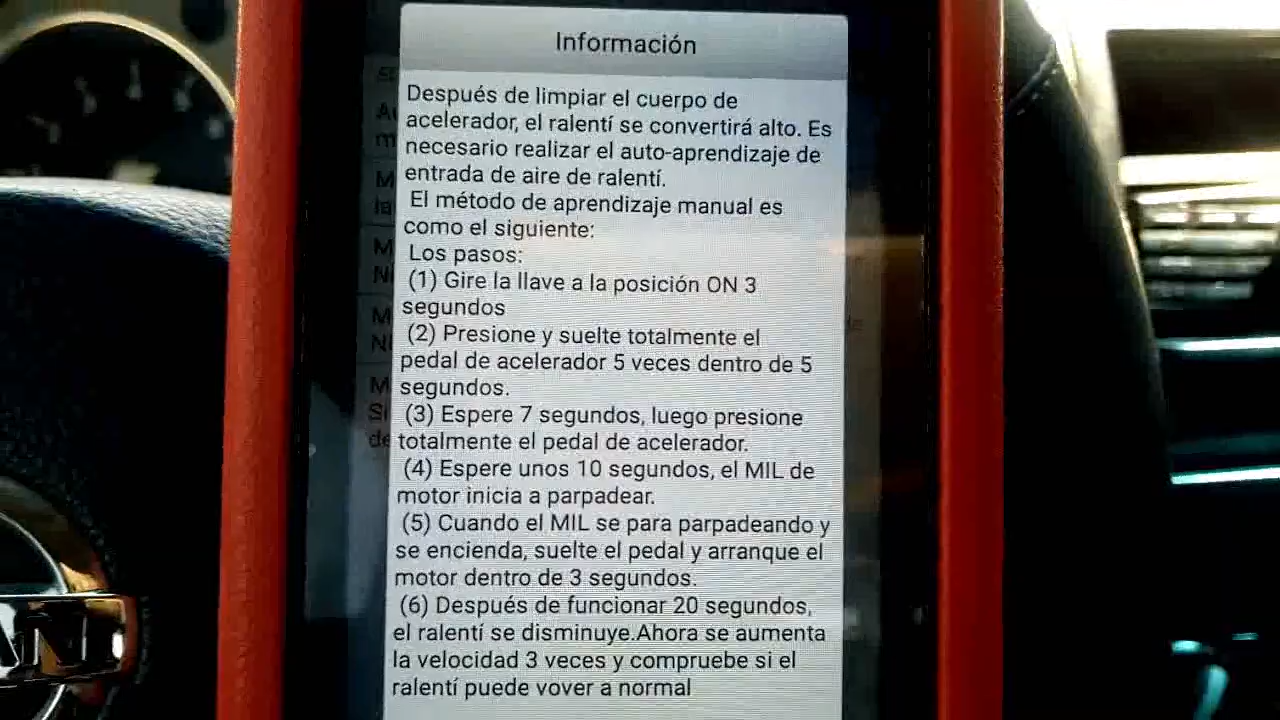 Información
Después de limpiar el cuerpo de
acelerador, el ralentí se convertirá alto. Es
necesario realizar el auto-aprendizaje de
entrada de aire de ralentí.
El método de aprendizaje manual es
como el siguiente:
Los pasos:
(1) Gire la llave a la posición ON 3
segundos
(2) Presione y suelte totalmente el
pedal de acelerador 5 veces dentro de 5
segundos.
(3) Espere 7 segundos, luego presione
totalmente el pedal de acelerador.
(4) Espere unos 10 segundos, el MIL de
motor inicia a parpadear.
(5) Cuando el MIL se para parpadeando y
se encienda, suelte el pedal y arranque el
motor dentro de 3 segundos.
(6) Después de funcionar 20 segundos,
el ralentí se disminuye.Ahora se aumenta
la velocidad 3 veces y compruebe si el
ralentí puede vover a normal